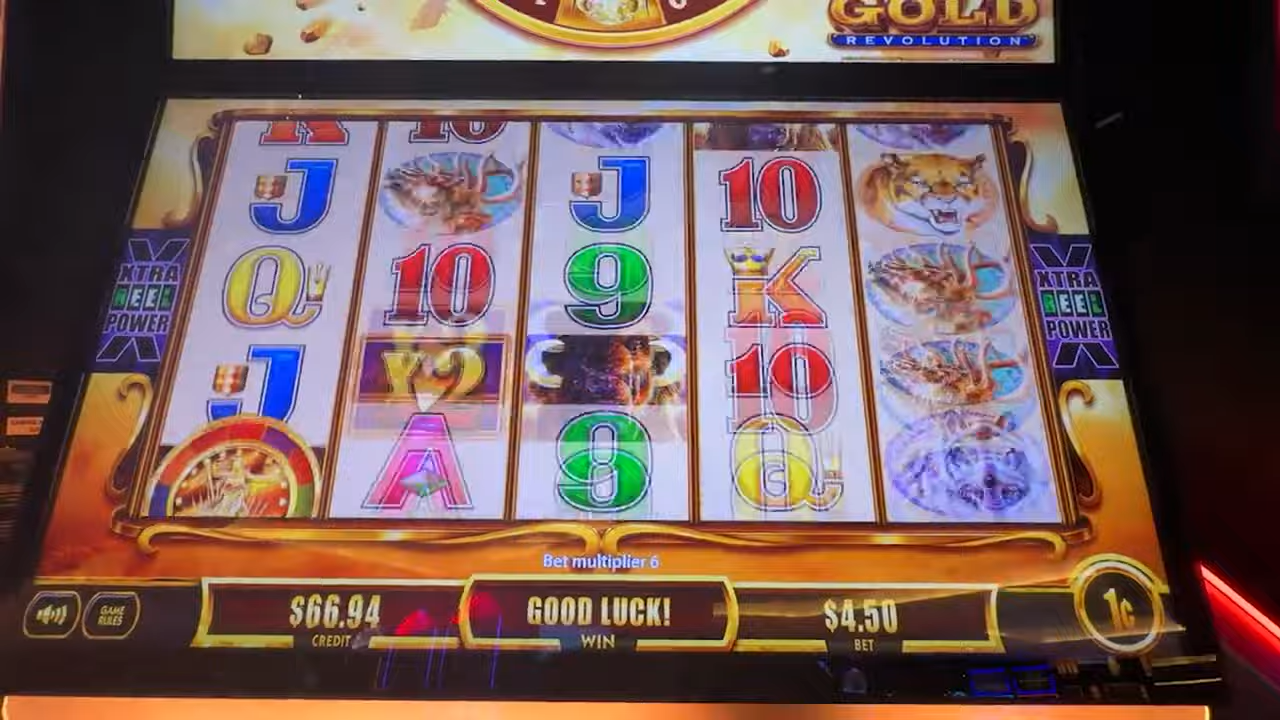 GOLD
REVOLUTION
K 10
J J 10
Q 10 9 K
J X2 10
A 9 Q
XTRA
REEL
POWER
XTRA
REEL
POWER
Bet multiplier 6
GAME
RULES
$66.94
CREDIT
GOOD LUCK!
WIN
$4.50
BET
1¢